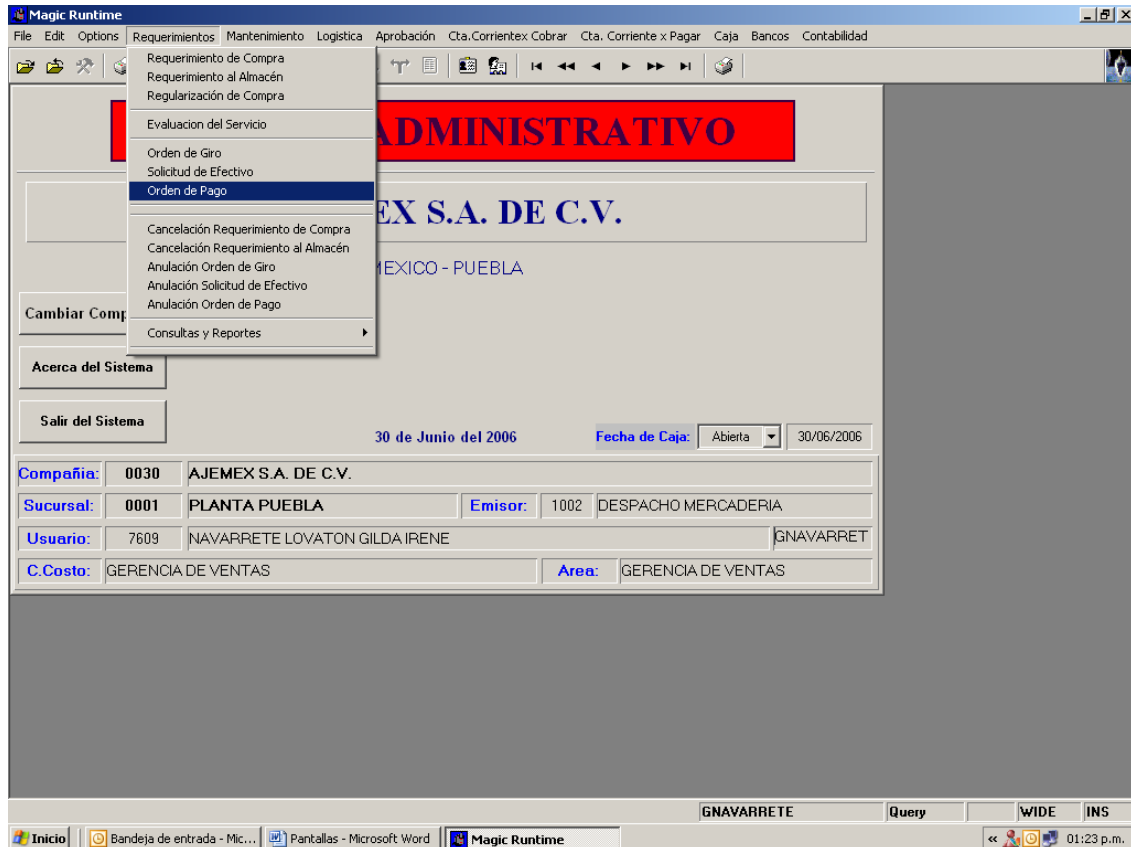 Magic Runtime
File Edit Options Requerimientos Mantenimiento Logistica Aprobación Cta.Corrientex Cobrar Cta. Corriente x Pagar Caja Bancos Contabilidad
Requerimiento de Compra
Requerimiento al Almacén
Regularización de Compra
Evaluacion del Servicio
Orden de Giro
Solicitud de Efectivo
Orden de Pago
Cancelación Requerimiento de Compra
Cancelación Requerimiento al Almacén
Anulación Orden de Giro
Anulación Solicitud de Efectivo
Anulación Orden de Pago
Consultas y Reportes
ADMINISTRATIVO
EX S.A. DE C.V.
MEXICO - PUEBLA
Cambiar Comp
Acerca del Sistema
Salir del Sistema
30 de Junio del 2006 Fecha de Caja: Abierta 30/06/2006
Compañia: 0030 AJEMEX S.A. DE C.V.
Sucursal: 0001 PLANTA PUEBLA Emisor: 1002 DESPACHO MERCADERIA
Usuario: 7609 NAVARRETE LOVATON GILDA IRENE GNAVARRET
C.Costo: GERENCIA DE VENTAS Area: GERENCIA DE VENTAS
GNAVARRETE Query WIDE INS
Inicio Bandeja de entrada - Mic... Pantallas - Microsoft Word Magic Runtime « 01:23 p.m.